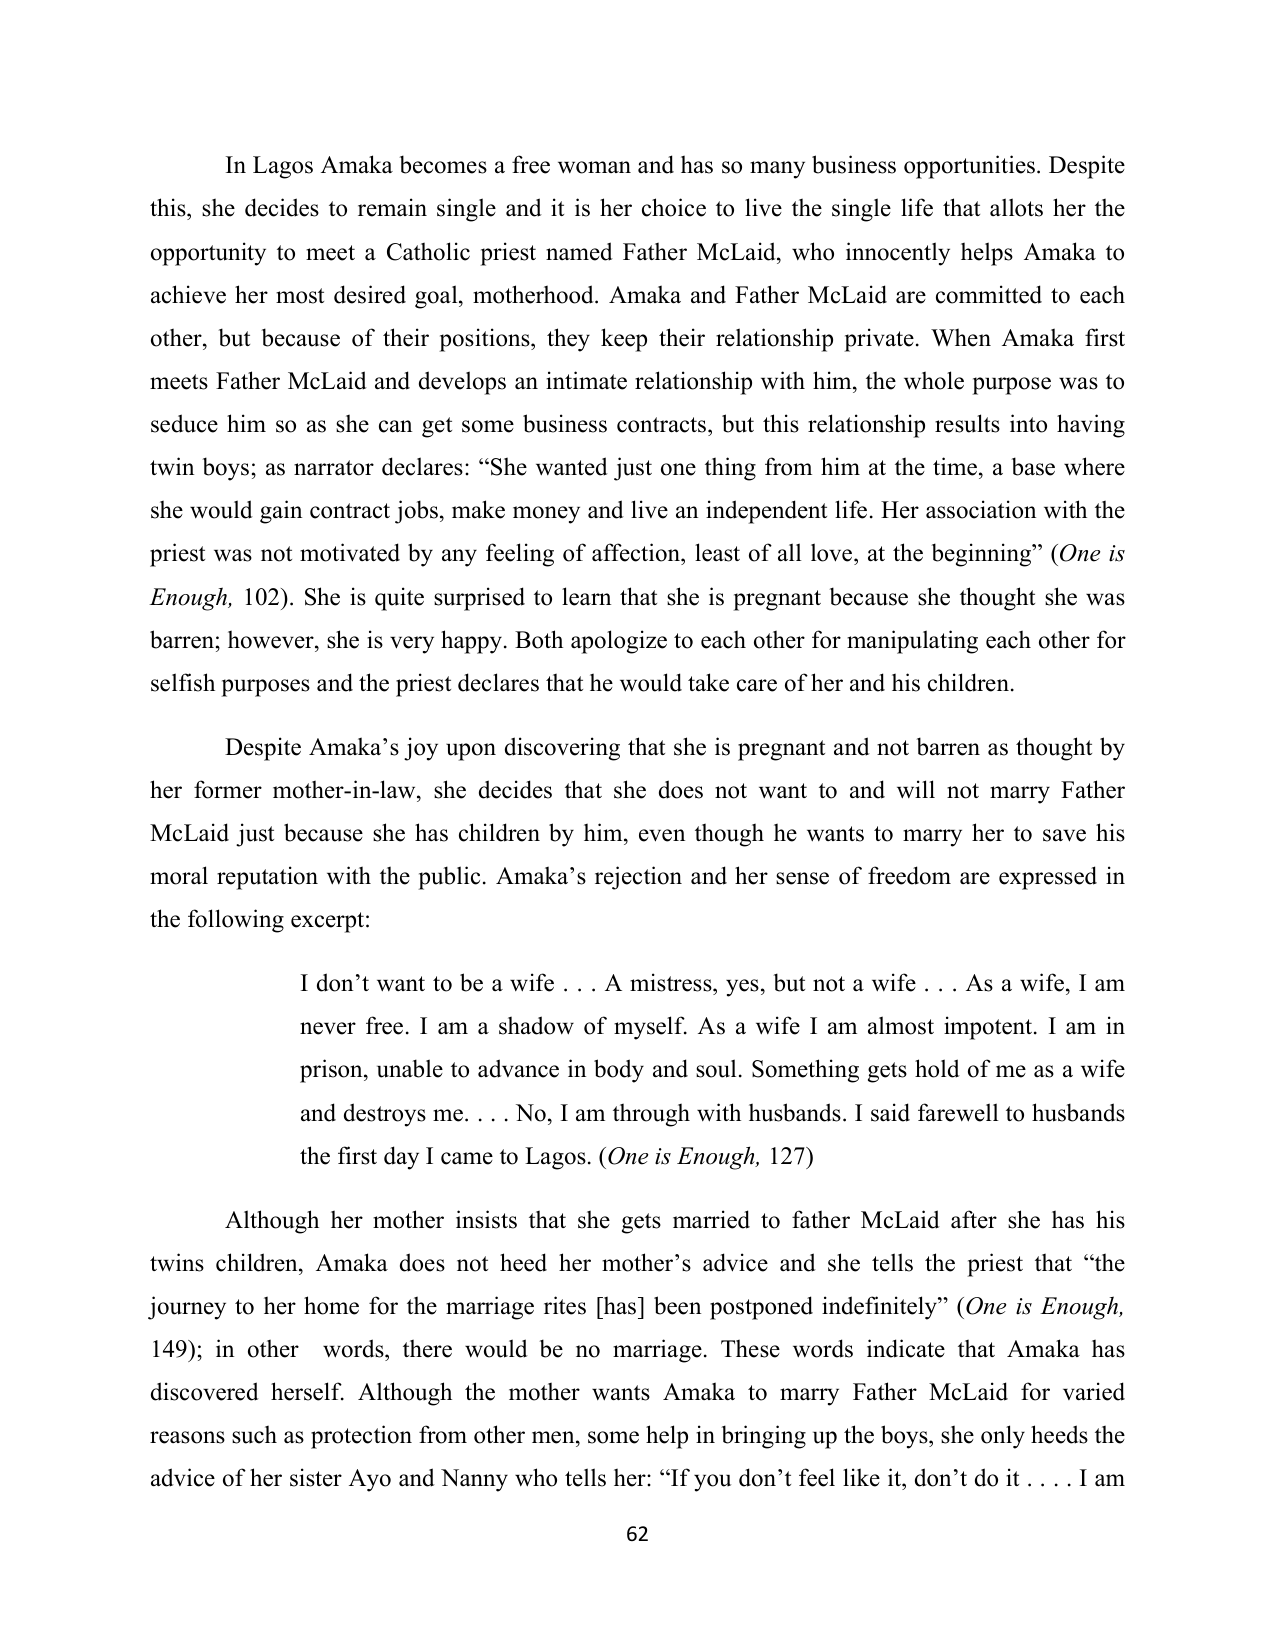 In Lagos Amaka becomes a free woman and has so many business opportunities. Despite
this, she decides to remain single and it is her choice to live the single life that allots her the
opportunity to meet a Catholic priest named Father McLaid, who innocently helps Amaka to
achieve her most desired goal, motherhood. Amaka and Father McLaid are committed to each
other, but because of their positions, they keep their relationship private. When Amaka first
meets Father McLaid and develops an intimate relationship with him, the whole purpose was to
seduce him so as she can get some business contracts, but this relationship results into having
twin boys; as narrator declares: “She wanted just one thing from him at the time, a base where
she would gain contract jobs, make money and live an independent life. Her association with the
priest was not motivated by any feeling of affection, least of all love, at the beginning” (One is
Enough, 102). She is quite surprised to learn that she is pregnant because she thought she was
barren; however, she is very happy. Both apologize to each other for manipulating each other for
selfish purposes and the priest declares that he would take care of her and his children.
Despite Amaka’s joy upon discovering that she is pregnant and not barren as thought by
her former mother-in-law, she decides that she does not want to and will not marry Father
McLaid just because she has children by him, even though he wants to marry her to save his
moral reputation with the public. Amaka’s rejection and her sense of freedom are expressed in
the following excerpt:
I don’t want to be a wife . . . A mistress, yes, but not a wife . . . As a wife, I am
never free. I am a shadow of myself. As a wife I am almost impotent. I am in
prison, unable to advance in body and soul. Something gets hold of me as a wife
and destroys me. . . . No, I am through with husbands. I said farewell to husbands
the first day I came to Lagos. (One is Enough, 127)
Although her mother insists that she gets married to father McLaid after she has his
twins children, Amaka does not heed her mother’s advice and she tells the priest that “the
journey to her home for the marriage rites [has] been postponed indefinitely” (One is Enough,
149); in other words, there would be no marriage. These words indicate that Amaka has
discovered herself. Although the mother wants Amaka to marry Father McLaid for varied
reasons such as protection from other men, some help in bringing up the boys, she only heeds the
advice of her sister Ayo and Nanny who tells her: “If you don’t feel like it, don’t do it . . . . I am
62